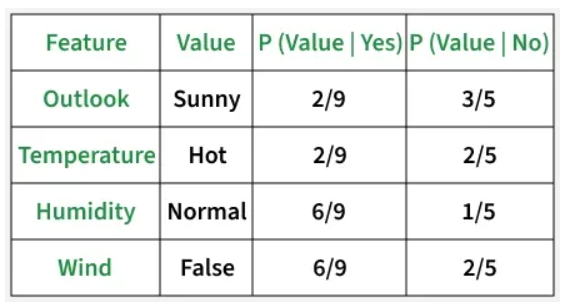 Feature Value P (Value | Yes) P (Value | No)
Outlook Sunny 2/9 3/5
Temperature Hot 2/9 2/5
Humidity Normal 6/9 1/5
Wind False 6/9 2/5